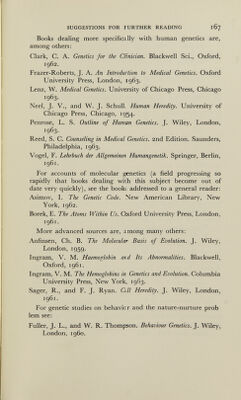 SUGGESTIONS FOR FURTHER READING 167
Books dealing more specifically with human genetics are,
among others:
Clark, C. A. Genetics for the Clinician. Blackwell Sci., Oxford,
1962.
Frazer-Roberts, J. A. An Introduction to Medical Genetics. Oxford
University Press, London, 1963.
Lenz, W. Medical Genetics. University of Chicago Press, Chicago
1963.
Neel, J. V., and W. J. Schull. Human Heredity. University of
Chicago Press, Chicago, 1954.
Penrose, L. S. Outline of Human Genetics. J. Wiley, London,
1963.
Reed, S. C. Counseling in Medical Genetics. 2nd Edition. Saunders,
Philadelphia, 1963.
Vogel, F. Lehrbuch der Allgemainen Humangenetik. Springer, Berlin,
1961.
For accounts of molecular genetics (a field progressing so
rapidly that books dealing with this subject become out of
date very quickly), see the books addressed to a general reader:
Asimov, I. The Genetic Code. New American Library, New
York, 1962.
Borek, E. The Atoms Within Us. Oxford University Press, London,
1961.
More advanced sources are, among many others:
Anfinsen, Ch. B. The Molecular Basis of Evolution. J. Wiley,
London, 1959.
Ingram, V. M. Haemoglobin and Its Abnormalities. Blackwell,
Oxford, 1961.
Ingram, V. M. The Hemoglobins in Genetics and Evolution. Columbia
University Press, New York, 1963.
Sager, R., and F. J. Ryan. Cell Heredity. J. Wiley, London,
1961.
For genetic studies on behavior and the nature-nurture prob
lem see:
Fuller, J. L., and W. R. Thompson. Behaviour Genetics. J. Wiley,
London, 1960.